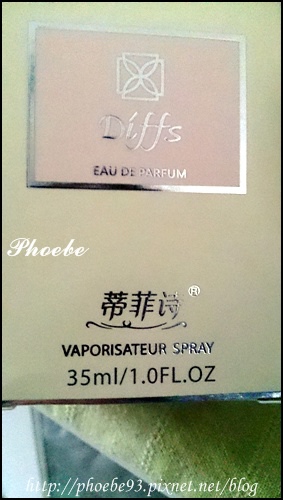 Diffs
EAU DE PARFUM
Phoebe
蒂菲诗®
VAPORISATEUR SPRAY
35ml/1.0FL.OZ
http://phoebe93.pixnet.net/blog